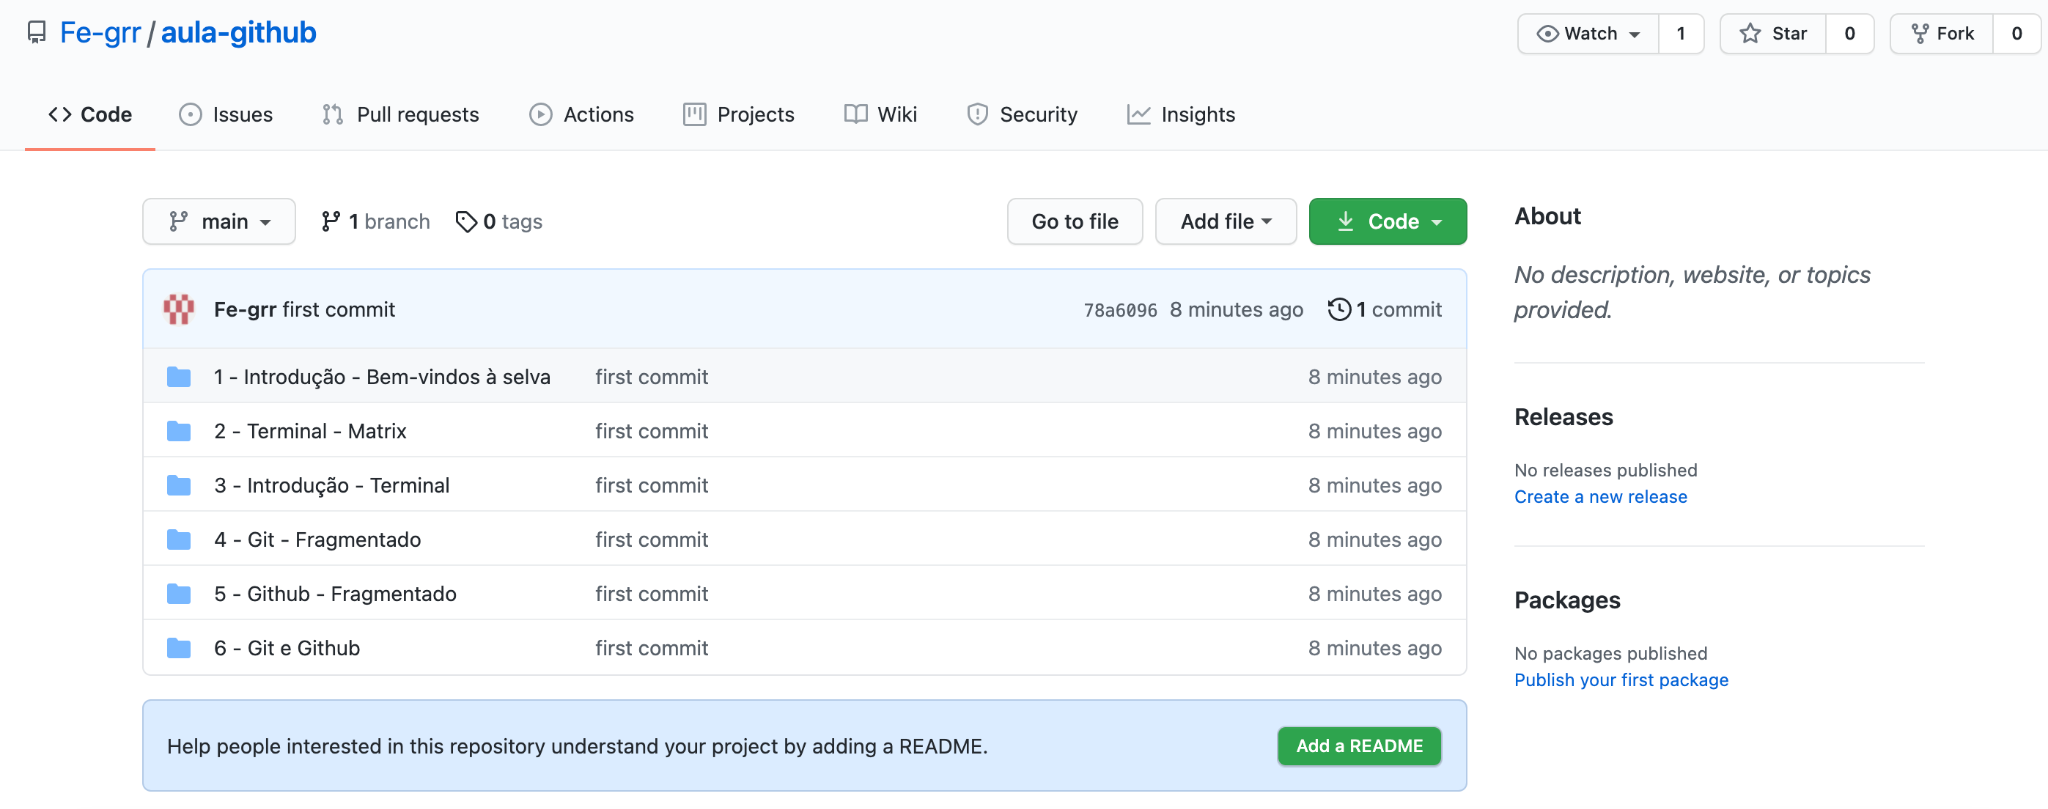 Fe-grr / aula-github
Watch 1 Star 0 Fork 0
Code Issues Pull requests Actions Projects Wiki Security Insights
main 1 branch 0 tags Go to file Add file Code
Fe-grr first commit 78a6096 8 minutes ago 1 commit
1 - Introdução - Bem-vindos à selva first commit 8 minutes ago
2 - Terminal - Matrix first commit 8 minutes ago
3 - Introdução - Terminal first commit 8 minutes ago
4 - Git - Fragmentado first commit 8 minutes ago
5 - Github - Fragmentado first commit 8 minutes ago
6 - Git e Github first commit 8 minutes ago
Help people interested in this repository understand your project by adding a README. Add a README
About
No description, website, or topics
provided.
Releases
No releases published
Create a new release
Packages
No packages published
Publish your first package